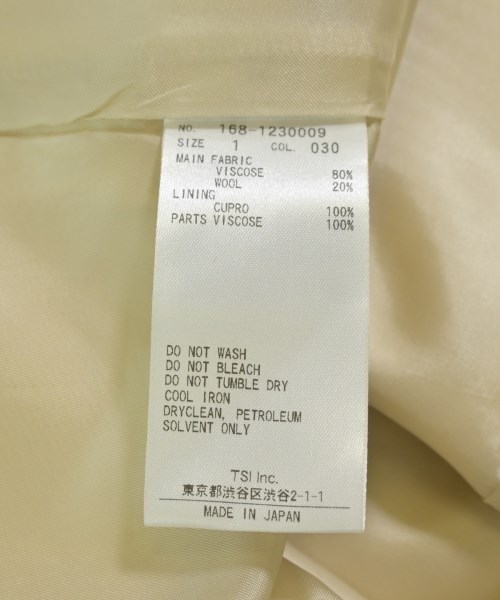 NO. 168-1230009
SIZE 1 COL. 030
MAIN FABRIC
VISCOSE 80%
WOOL 20%
LINING
CUPRO 100%
PARTS VISCOSE 100%
DO NOT WASH
DO NOT BLEACH
DO NOT TUMBLE DRY
COOL IRON
DRYCLEAN, PETROLEUM
SOLVENT ONLY
TSI Inc.
東京都渋谷区渋谷2-1-1
MADE IN JAPAN